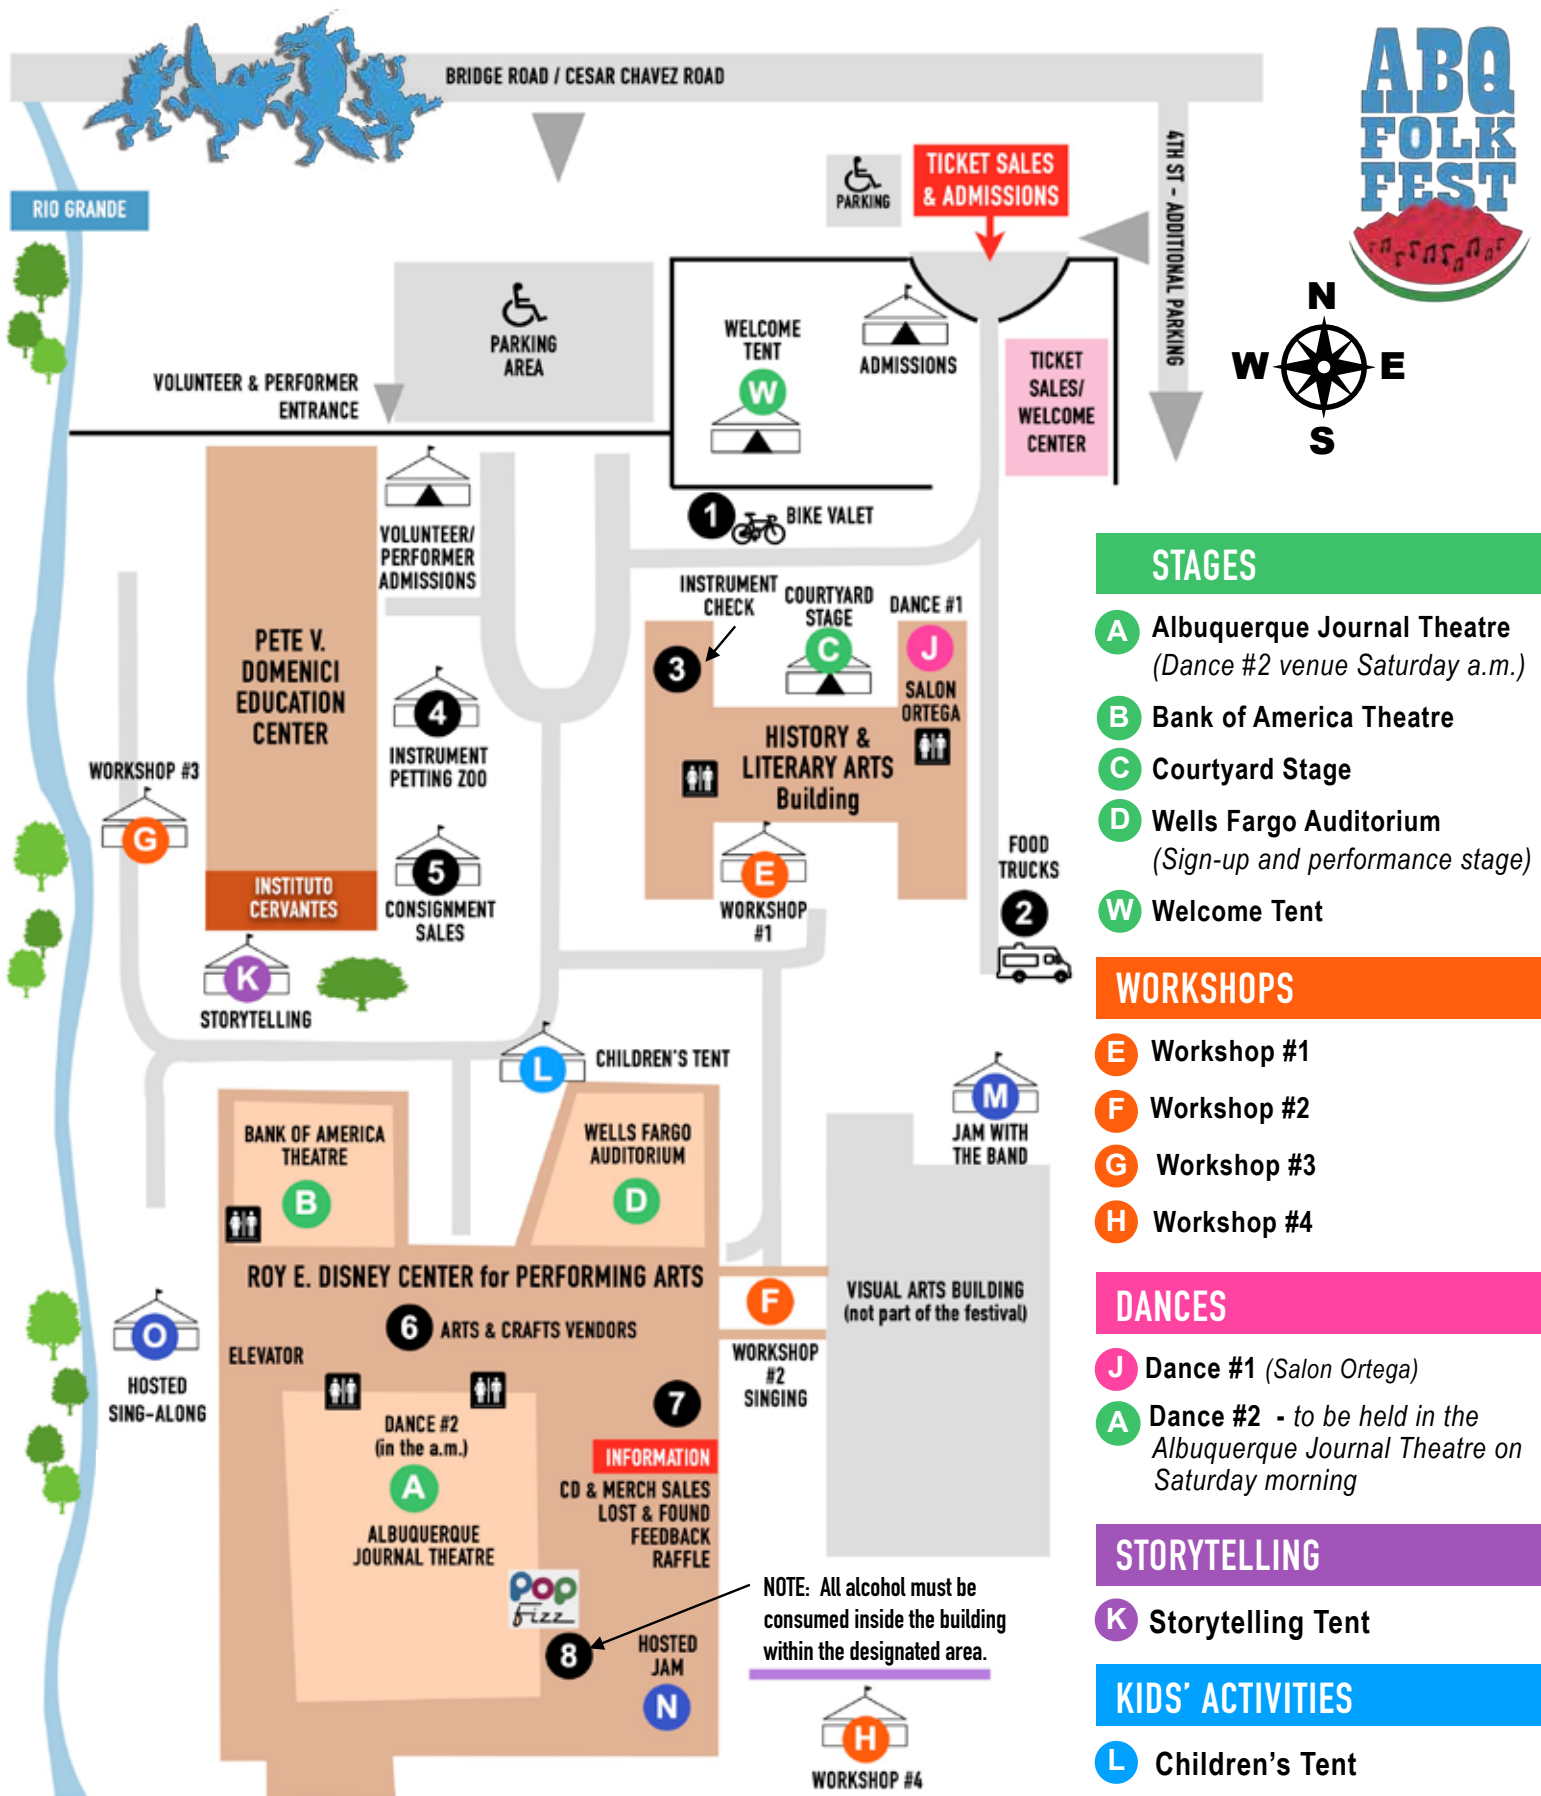 BRIDGE ROAD / CESAR CHAVEZ ROAD
ABQ
FOLK
FEST
4TH ST - ADDITIONAL PARKING
RIO GRANDE
PARKING
TICKET SALES
& ADMISSIONS
N
W
E
S
PARKING
AREA
WELCOME
TENT
W
ADMISSIONS
TICKET
SALES/
WELCOME
CENTER
VOLUNTEER & PERFORMER
ENTRANCE
VOLUNTEER/
PERFORMER
ADMISSIONS
1
BIKE VALET
INSTRUMENT
CHECK
3
COURTYARD
STAGE
C
DANCE #1
J
SALON
ORTEGA
HISTORY &
LITERARY ARTS
Building
PETE V.
DOMENICI
EDUCATION
CENTER
4
INSTRUMENT
PETTING ZOO
WORKSHOP #3
G
5
CONSIGNMENT
SALES
INSTITUTO
CERVANTES
E
WORKSHOP
#1
FOOD
TRUCKS
2
K
STORYTELLING
L
CHILDREN'S TENT
M
JAM WITH
THE BAND
BANK OF AMERICA
THEATRE
B
WELLS FARGO
AUDITORIUM
D
ROY E. DISNEY CENTER for PERFORMING ARTS
6
ARTS & CRAFTS VENDORS
F
WORKSHOP
#2
SINGING
VISUAL ARTS BUILDING
(not part of the festival)
O
HOSTED
SING-ALONG
ELEVATOR
DANCE #2
(in the a.m.)
A
ALBUQUERQUE
JOURNAL THEATRE
7
INFORMATION
CD & MERCH SALES
LOST & FOUND
FEEDBACK
RAFFLE
POP
fizz
8
NOTE: All alcohol must be
consumed inside the building
within the designated area.
HOSTED
JAM
N
H
WORKSHOP #4
STAGES
A Albuquerque Journal Theatre
(Dance #2 venue Saturday a.m.)
B Bank of America Theatre
C Courtyard Stage
D Wells Fargo Auditorium
(Sign-up and performance stage)
W Welcome Tent
WORKSHOPS
E Workshop #1
F Workshop #2
G Workshop #3
H Workshop #4
DANCES
J Dance #1 (Salon Ortega)
A Dance #2 - to be held in the
Albuquerque Journal Theatre on
Saturday morning
STORYTELLING
K Storytelling Tent
KIDS' ACTIVITIES
L Children's Tent